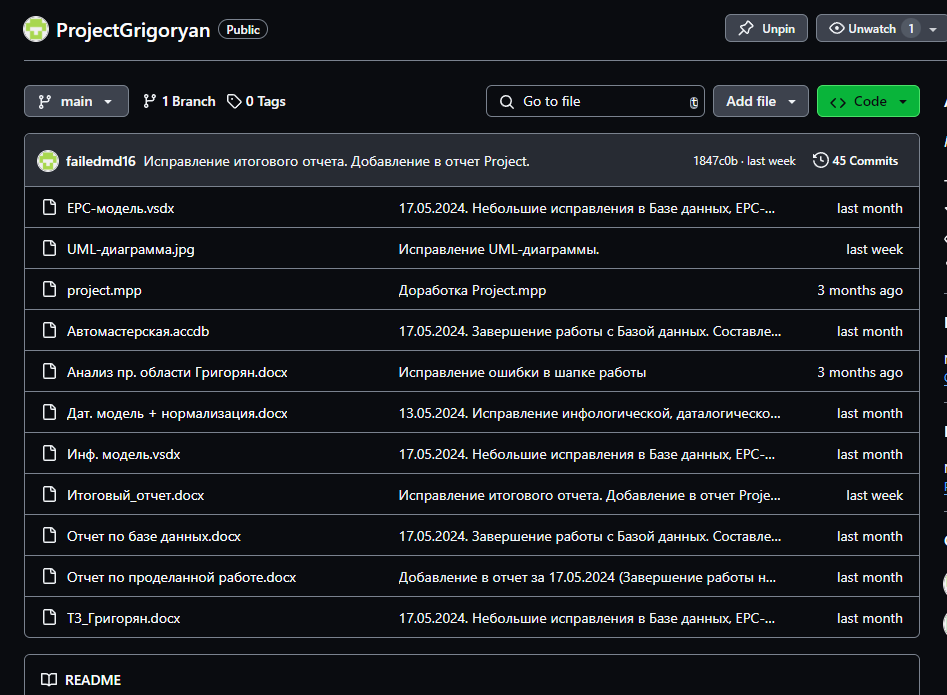 ProjectGrigoryan Public Unpin Unwatch 1
main 1 Branch 0 Tags Go to file t Add file Code
failedmd16 Исправление итогового отчета. Добавление в отчет Project. 1847c0b · last week 45 Commits
EPC-модель.vsdx 17.05.2024. Небольшие исправления в Базе данных, EPC-... last month
UML-диаграмма.jpg Исправление UML-диаграммы. last week
project.mpp Доработка Project.mpp 3 months ago
Автомастерская.accdb 17.05.2024. Завершение работы с Базой данных. Составле... last month
Анализ пр. области Григорян.docx Исправление ошибки в шапке работы 3 months ago
Дат. модель + нормализация.docx 13.05.2024. Исправление инфологической, даталогическо... last month
Инф. модель.vsdx 17.05.2024. Небольшие исправления в Базе данных, EPC-... last month
Итоговый_отчет.docx Исправление итогового отчета. Добавление в отчет Proje... last week
Отчет по базе данных.docx 17.05.2024. Завершение работы с Базой данных. Составле... last month
Отчет по проделанной работе.docx Добавление в отчет за 17.05.2024 (Завершение работы н... last month
ТЗ_Григорян.docx 17.05.2024. Небольшие исправления в Базе данных, EPC-... last month
README